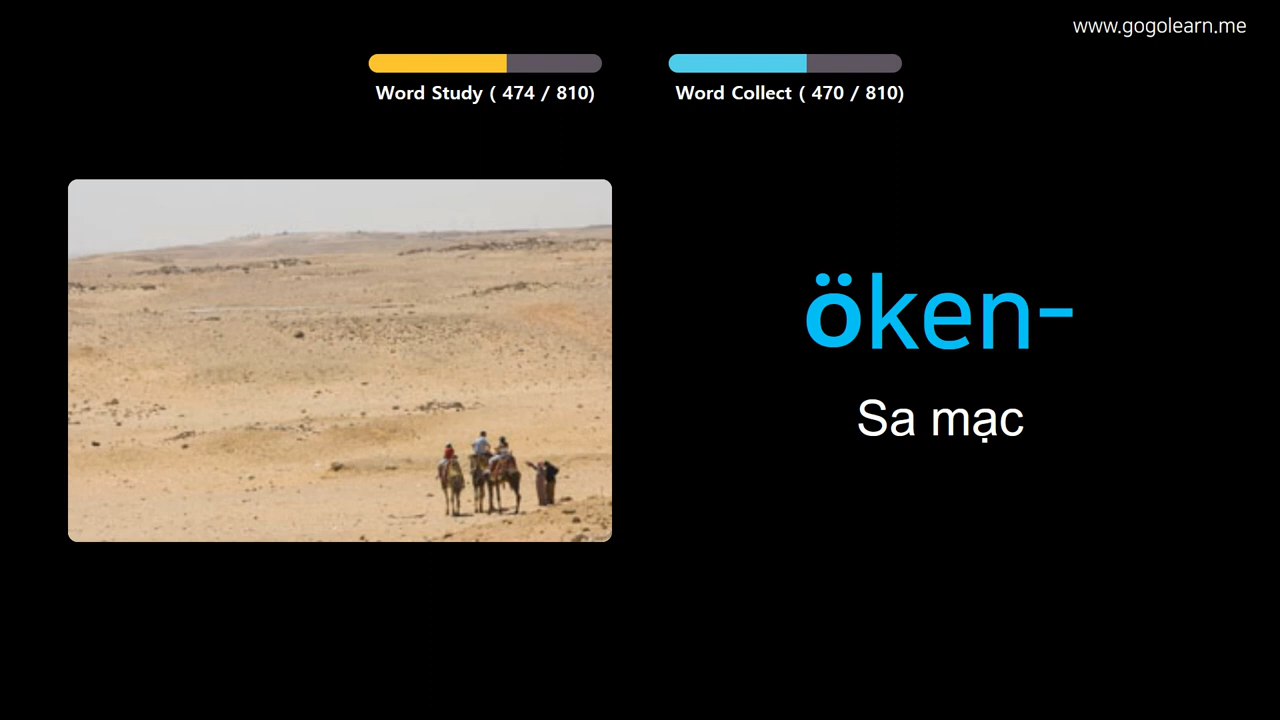 www.gogolearn.me
Word Study ( 474 / 810)
Word Collect ( 470 / 810)
öken-
Sa mạc